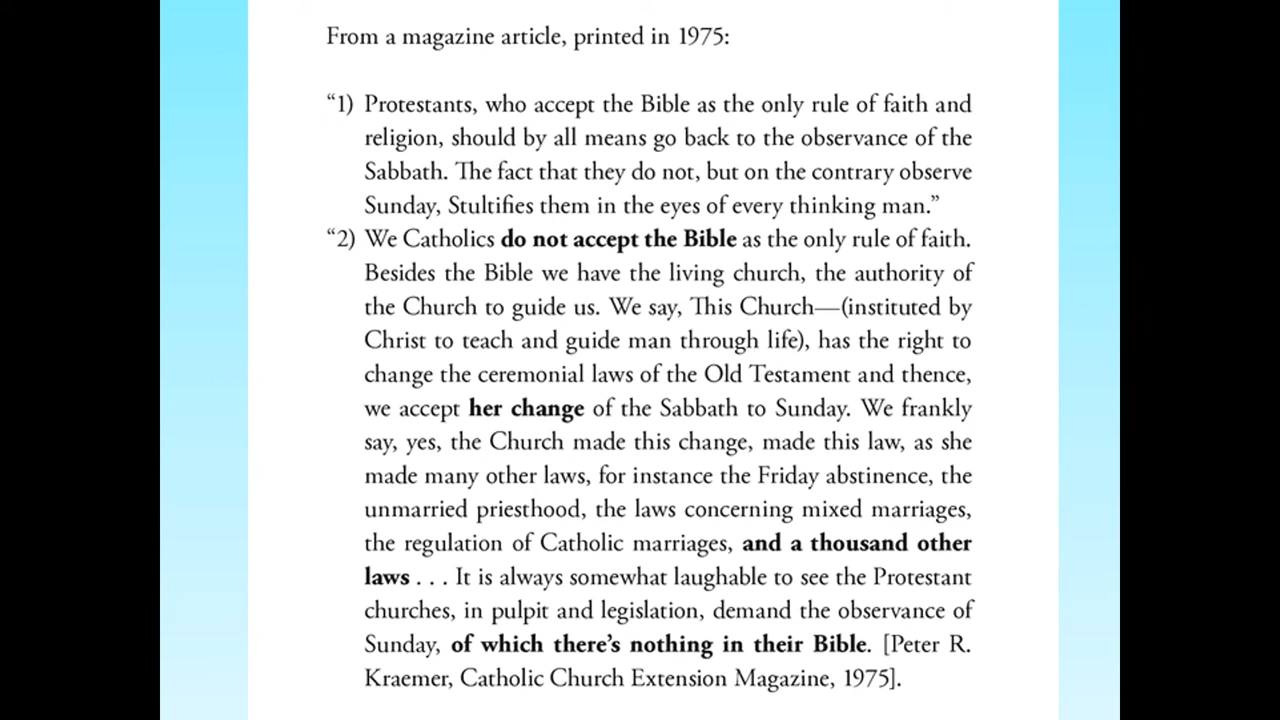 From a magazine article, printed in 1975:
“1) Protestants, who accept the Bible as the only rule of faith and
religion, should by all means go back to the observance of the
Sabbath. The fact that they do not, but on the contrary observe
Sunday, Stultifies them in the eyes of every thinking man.”
“2) We Catholics do not accept the Bible as the only rule of faith.
Besides the Bible we have the living church, the authority of
the Church to guide us. We say, This Church—(instituted by
Christ to teach and guide man through life), has the right to
change the ceremonial laws of the Old Testament and thence,
we accept her change of the Sabbath to Sunday. We frankly
say, yes, the Church made this change, made this law, as she
made many other laws, for instance the Friday abstinence, the
unmarried priesthood, the laws concerning mixed marriages,
the regulation of Catholic marriages, and a thousand other
laws . . . It is always somewhat laughable to see the Protestant
churches, in pulpit and legislation, demand the observance of
Sunday, of which there’s nothing in their Bible. [Peter R.
Kraemer, Catholic Church Extension Magazine, 1975].